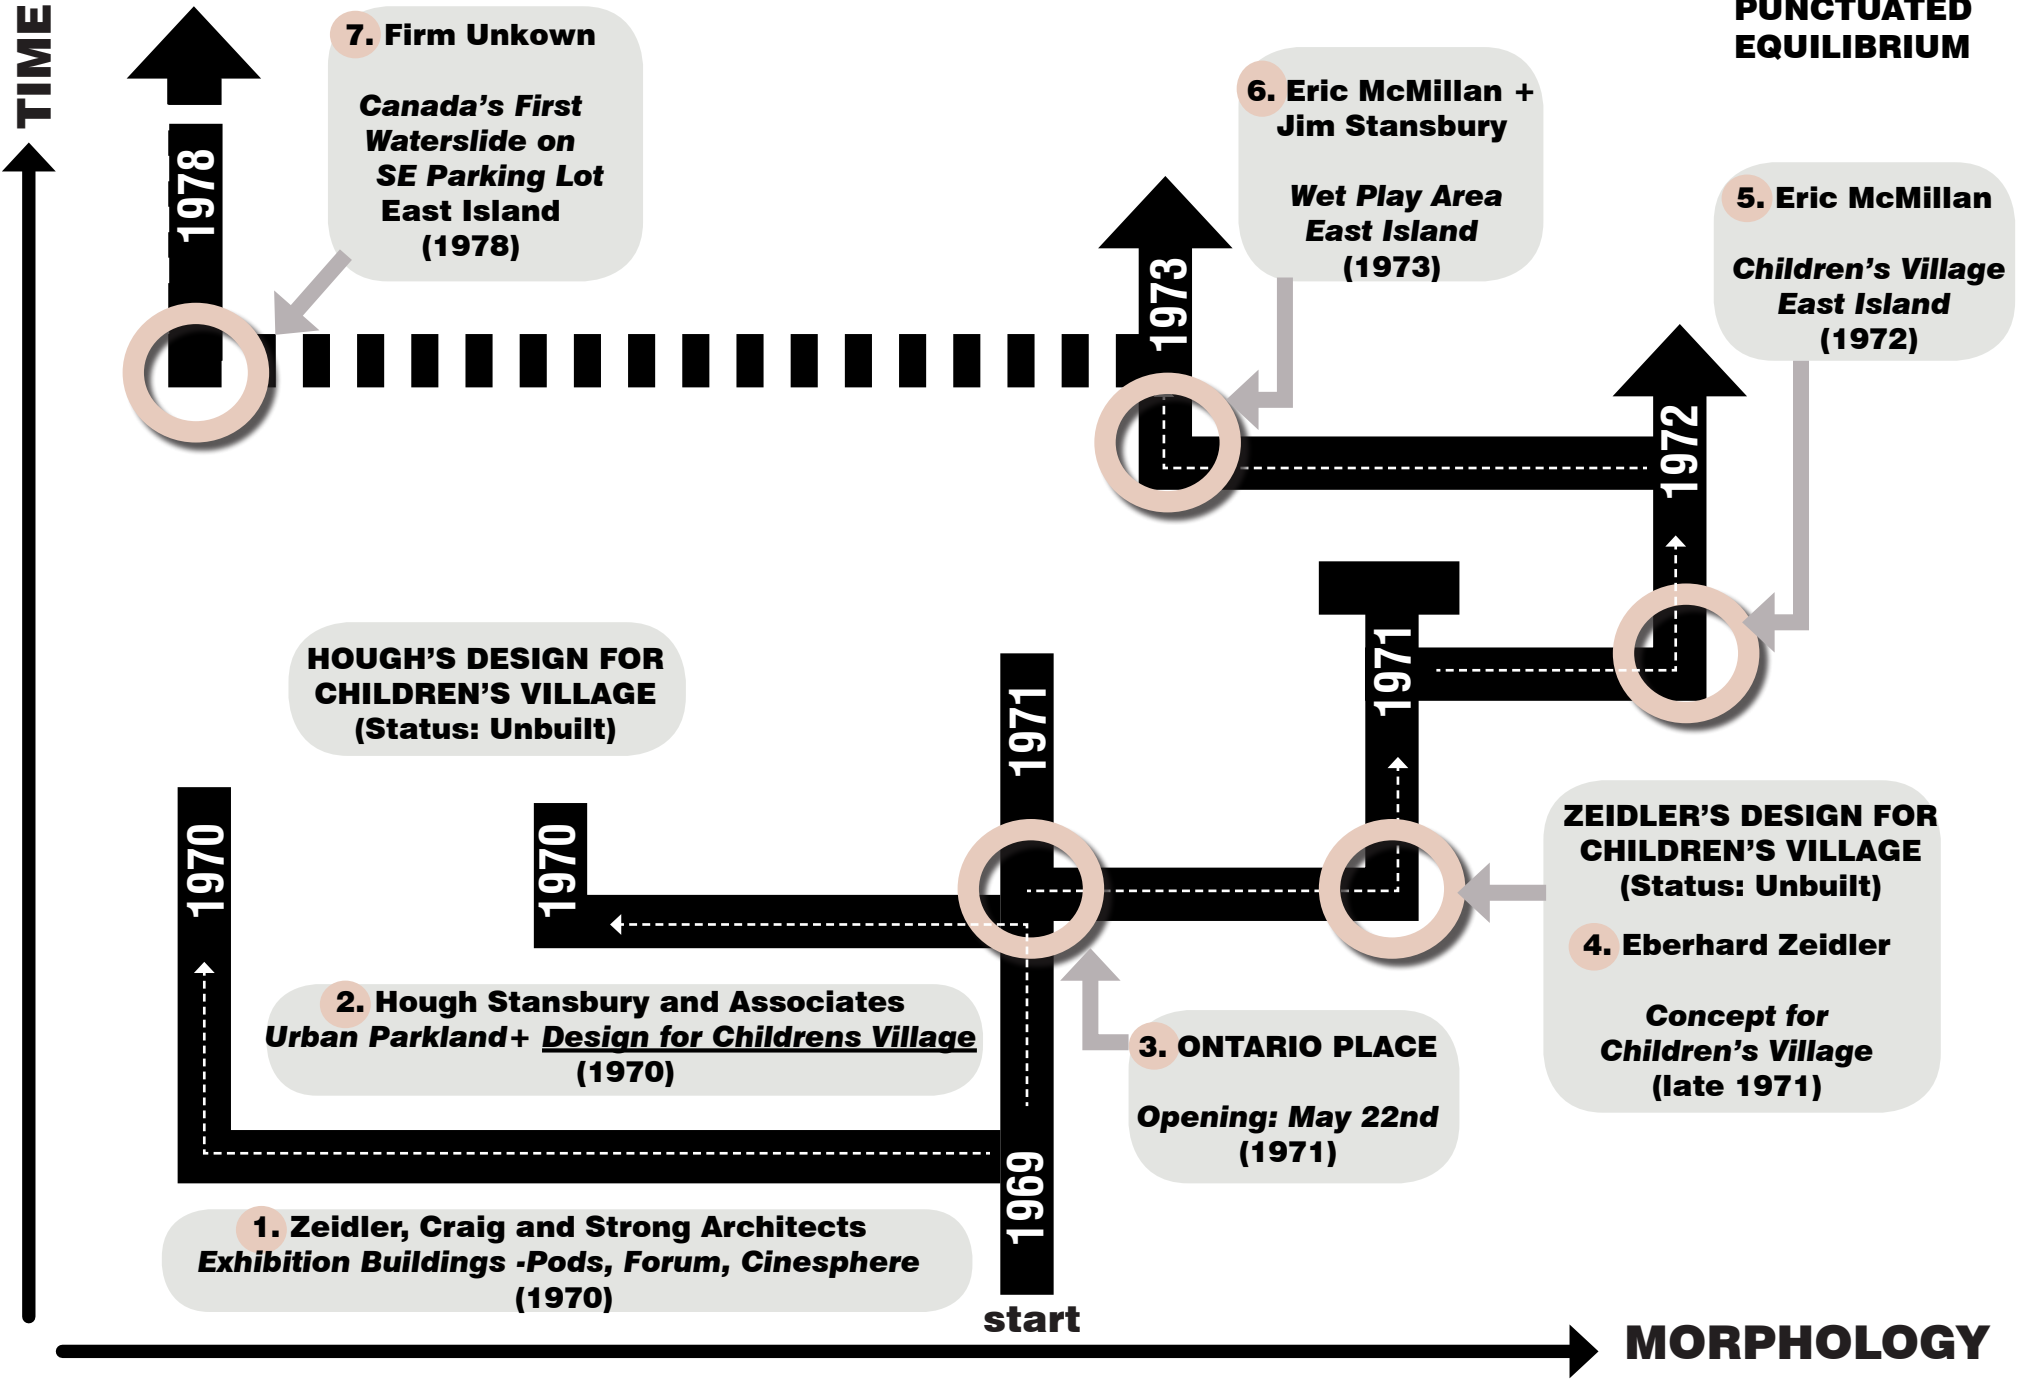 TIME
PUNCTUATED
EQUILIBRIUM
7. Firm Unkown
Canada's First
Waterslide on
SE Parking Lot
East Island
(1978)
1978
6. Eric McMillan +
Jim Stansbury
Wet Play Area
East Island
(1973)
1973
5. Eric McMillan
Children's Village
East Island
(1972)
1972
HOUGH'S DESIGN FOR
CHILDREN'S VILLAGE
(Status: Unbuilt)
1971
1971
1970
1970
ZEIDLER'S DESIGN FOR
CHILDREN'S VILLAGE
(Status: Unbuilt)
4. Eberhard Zeidler
Concept for
Children's Village
(late 1971)
2. Hough Stansbury and Associates
Urban Parkland+ Design for Childrens Village
(1970)
3. ONTARIO PLACE
Opening: May 22nd
(1971)
1969
1. Zeidler, Craig and Strong Architects
Exhibition Buildings -Pods, Forum, Cinesphere
(1970)
start
MORPHOLOGY